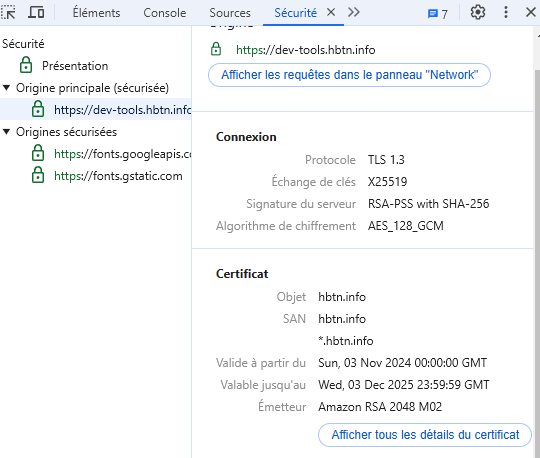 Éléments Console Sources Sécurité 7
Sécurité
Présentation
Origine principale (sécurisée)
https://dev-tools.hbtn.info
Origines sécurisées
https://fonts.googleapis.co
https://fonts.gstatic.com
Origine
https://dev-tools.hbtn.info
Afficher les requêtes dans le panneau "Network"
Connexion
Protocole TLS 1.3
Échange de clés X25519
Signature du serveur RSA-PSS with SHA-256
Algorithme de chiffrement AES_128_GCM
Certificat
Objet hbtn.info
SAN hbtn.info
*.hbtn.info
Valide à partir du Sun, 03 Nov 2024 00:00:00 GMT
Valable jusqu'au Wed, 03 Dec 2025 23:59:59 GMT
Émetteur Amazon RSA 2048 M02
Afficher tous les détails du certificat